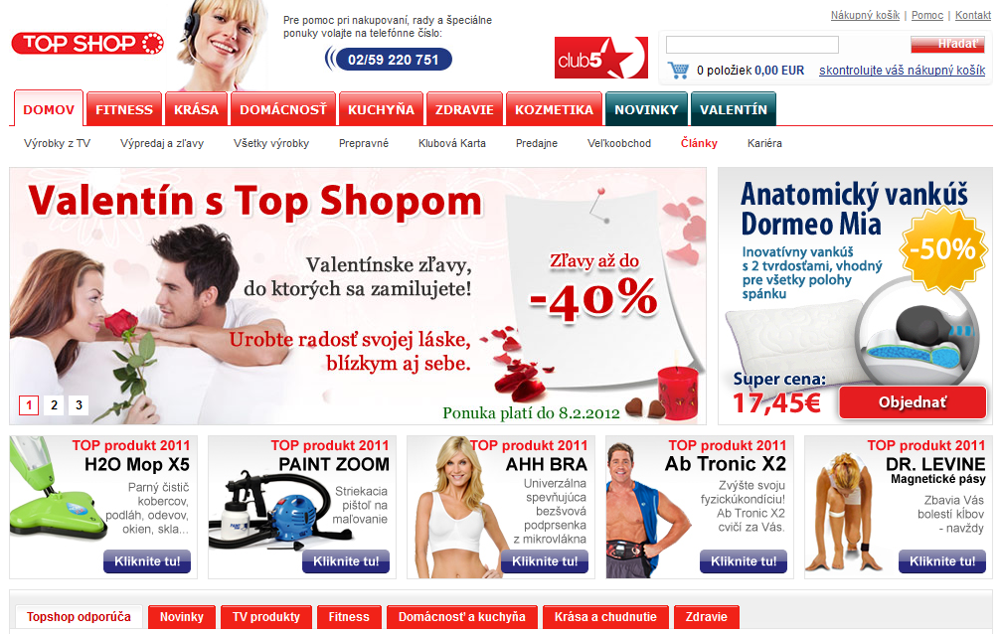 Nákupný košík | Pomoc | Kontakt
TOP SHOP
Pre pomoc pri nakupovaní, rady a špeciálne
ponuky volajte na telefónne číslo:
02/59 220 751
club5
Hľadať
0 položiek 0,00 EUR skontrolujte váš nákupný košík
DOMOV FITNESS KRÁSA DOMÁCNOSŤ KUCHYŇA ZDRAVIE KOZMETIKA NOVINKY VALENTÍN
Výrobky z TV Výpredaj a zľavy Všetky výrobky Prepravné Klubová Karta Predajne Veľkoobchod Články Kariéra
Valentín s Top Shopom
Valentínske zľavy,
do ktorých sa zamilujete!
Urobte radosť svojej láske,
blízkym aj sebe.
Zľavy až do
-40%
1 2 3
Ponuka platí do 8.2.2012
Anatomický vankúš
Dormeo Mia
Inovatívny vankúš
s 2 tvrdosťami, vhodný
pre všetky polohy
spánku
-50%
Super cena:
17,45€
Objednať
TOP produkt 2011
H2O Mop X5
Parný čistič
kobercov,
podláh, odevov,
okien, skla...
Kliknite tu!
TOP produkt 2011
PAINT ZOOM
Striekacia
pištoľ na
maľovanie
Kliknite tu!
TOP produkt 2011
AHH BRA
Univerzálna
spevňujúca
bezšvová
podprsenka
z mikrovlákna
Kliknite tu!
TOP produkt 2011
Ab Tronic X2
Zvýšte svoju
fyzickúkondíciu!
Ab Tronic X2
cvičí za Vás.
Kliknite tu!
TOP produkt 2011
DR. LEVINE
Magnetické pásy
Zbavia Vás
bolesti kĺbov
- navždy
Kliknite tu!
Topshop odporúča Novinky TV produkty Fitness Domácnosť a kuchyňa Krása a chudnutie Zdravie